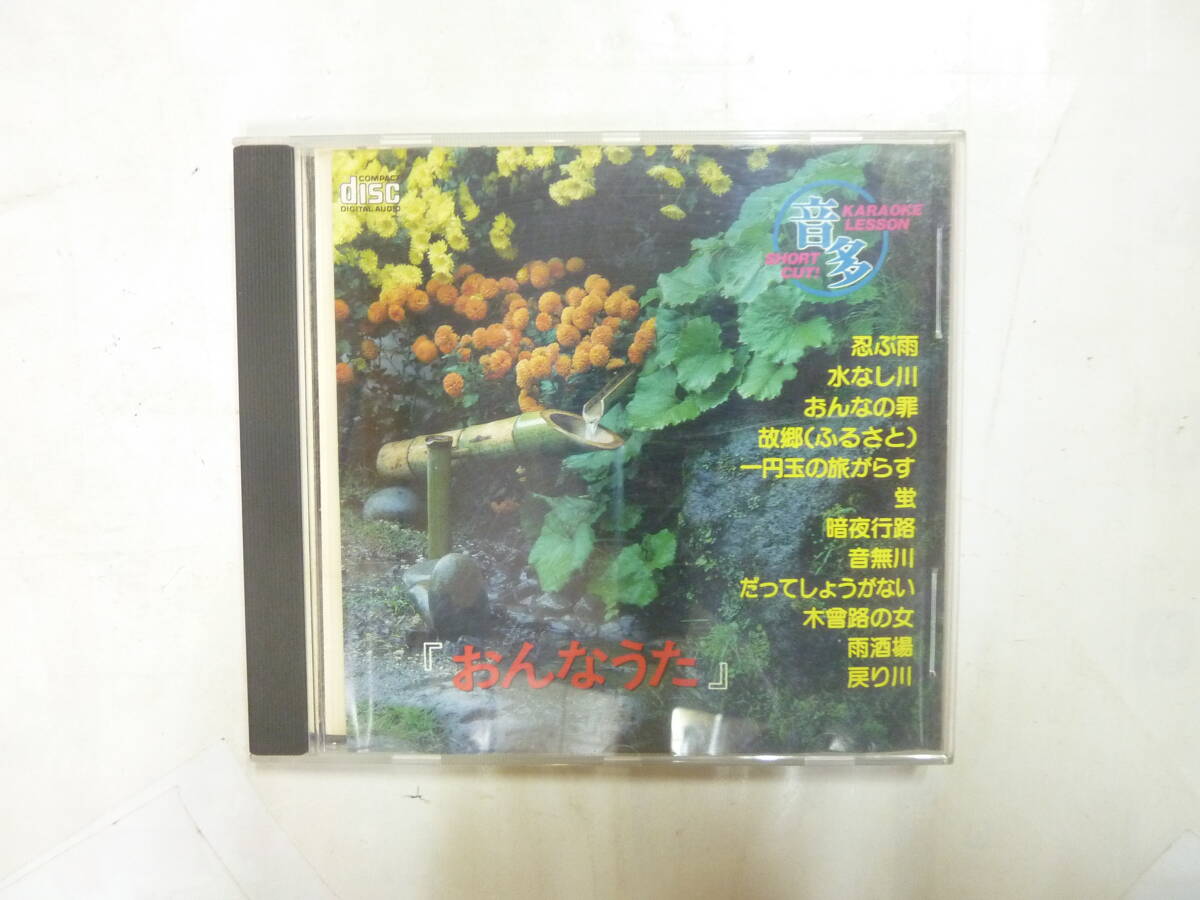 COMPACT
disc
DIGITAL AUDIO
KARAOKE
LESSON
音多
SHORT
CUT!
忍ぶ雨
水なし川
おんなの罪
故郷(ふるさと)
一円玉の旅がらす
蛍
暗夜行路
音無川
だってしょうがない
木曾路の女
雨酒場
戻り川
『おんなうた』